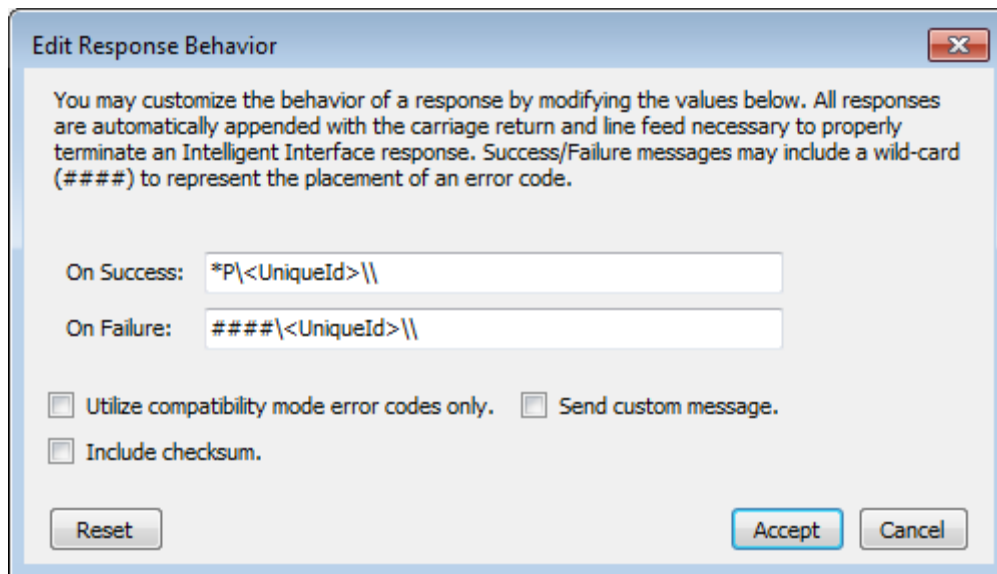 Edit Response Behavior
You may customize the behavior of a response by modifying the values below. All responses
are automatically appended with the carriage return and line feed necessary to properly
terminate an Intelligent Interface response. Success/Failure messages may include a wild-card
(####) to represent the placement of an error code.
On Success: *P\<UniqueId>\\
On Failure: ####\<UniqueId>\\
Utilize compatibility mode error codes only. Send custom message.
Include checksum.
Reset Accept Cancel